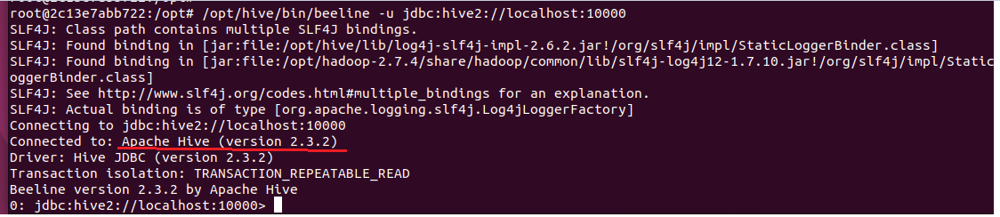 root@2c13e7abb722:/opt# /opt/hive/bin/beeline -u jdbc:hive2://localhost:10000
SLF4J: Class path contains multiple SLF4J bindings.
SLF4J: Found binding in [jar:file:/opt/hive/lib/log4j-slf4j-impl-2.6.2.jar!/org/slf4j/impl/StaticLoggerBinder.class]
SLF4J: Found binding in [jar:file:/opt/hadoop-2.7.4/share/hadoop/common/lib/slf4j-log4j12-1.7.10.jar!/org/slf4j/impl/StaticL
oggerBinder.class]
SLF4J: See http://www.slf4j.org/codes.html#multiple_bindings for an explanation.
SLF4J: Actual binding is of type [org.apache.logging.slf4j.Log4jLoggerFactory]
Connecting to jdbc:hive2://localhost:10000
Connected to: Apache Hive (version 2.3.2)
Driver: Hive JDBC (version 2.3.2)
Transaction isolation: TRANSACTION_REPEATABLE_READ
Beeline version 2.3.2 by Apache Hive
0: jdbc:hive2://localhost:10000>